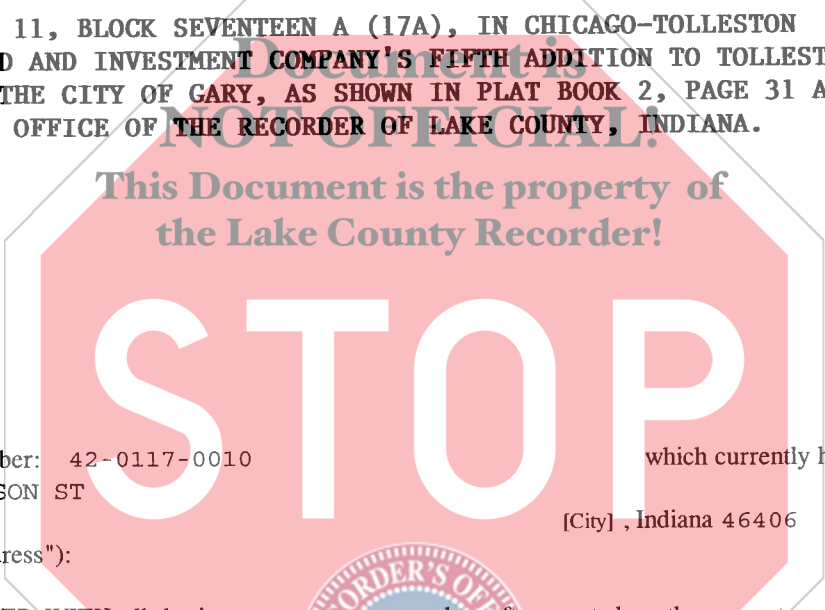 11, BLOCK SEVENTEEN A (17A), IN CHICAGO-TOLLESTON
D AND INVESTMENT COMPANY'S FIFTH ADDITION TO TOLLEST
Document is
THE CITY OF GARY, AS SHOWN IN PLAT BOOK 2, PAGE 31 A
OFFICE OF THE RECORDER OF LAKE COUNTY, INDIANA.
NOT OFFICIAL!
This Document is the property of
the Lake County Recorder!
STOP
ber: 42-0117-0010 which currently h
SON ST
[City] , Indiana 46406
ress"):
ORDER'S OF